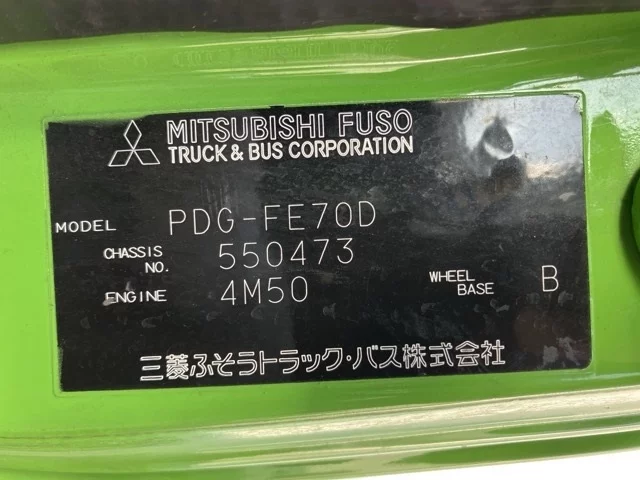 MITSUBISHI FUSO
TRUCK & BUS CORPORATION
MODEL PDG-FE70D
CHASSIS NO. 550473
ENGINE 4M50
WHEEL BASE B
三菱ふそうトラック・バス株式会社